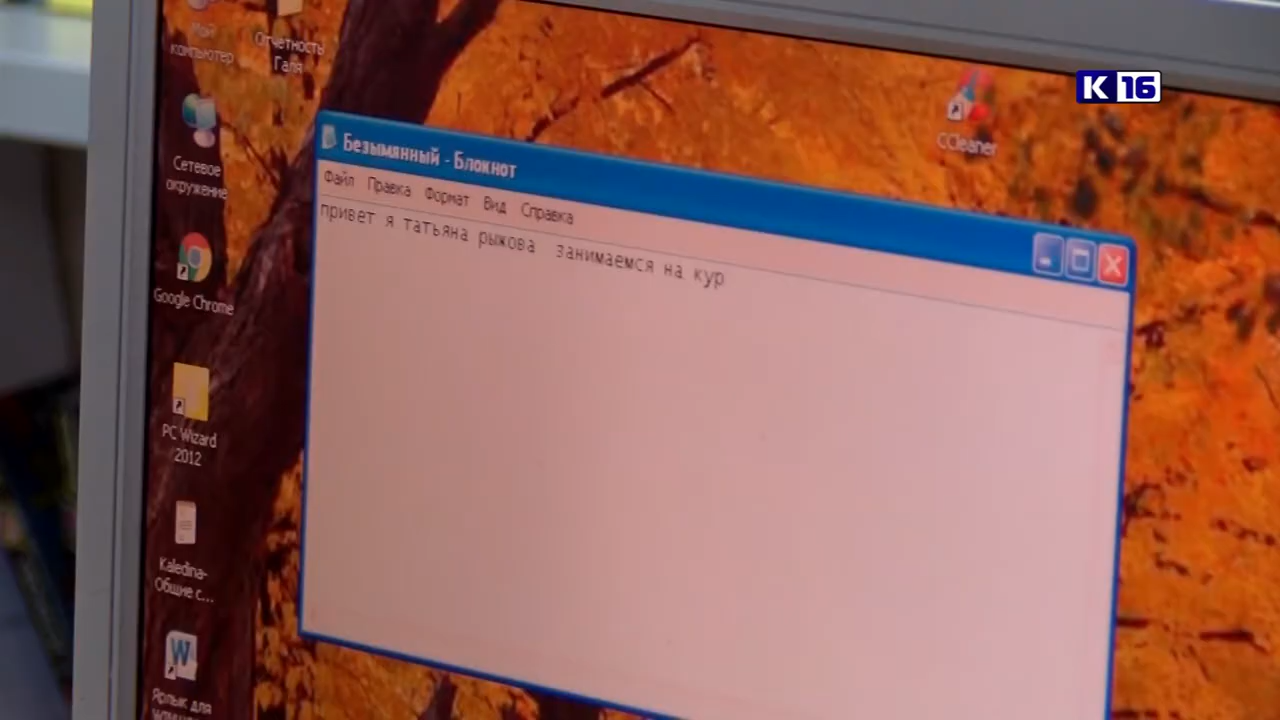 Мой
компьютер
Отчетность
Галя
К 16
CCleaner
Сетевое
окружение
Google Chrome
PC Wizard
2012
Kaledina-
Общие с...
Ярлык для
Безымянный - Блокнот
Файл Правка Формат Вид Справка
привет я татьяна рыжова занимаемся на кур